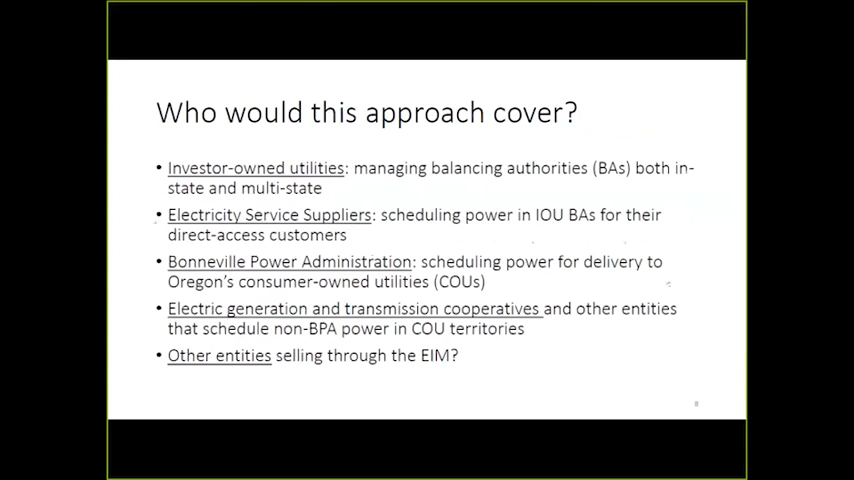 Who would this approach cover?
• Investor-owned utilities: managing balancing authorities (BAs) both in-
state and multi-state
• Electricity Service Suppliers: scheduling power in IOU BAs for their
direct-access customers
• Bonneville Power Administration: scheduling power for delivery to
Oregon's consumer-owned utilities (COUs)
• Electric generation and transmission cooperatives and other entities
that schedule non-BPA power in COU territories
• Other entities selling through the EIM?
8